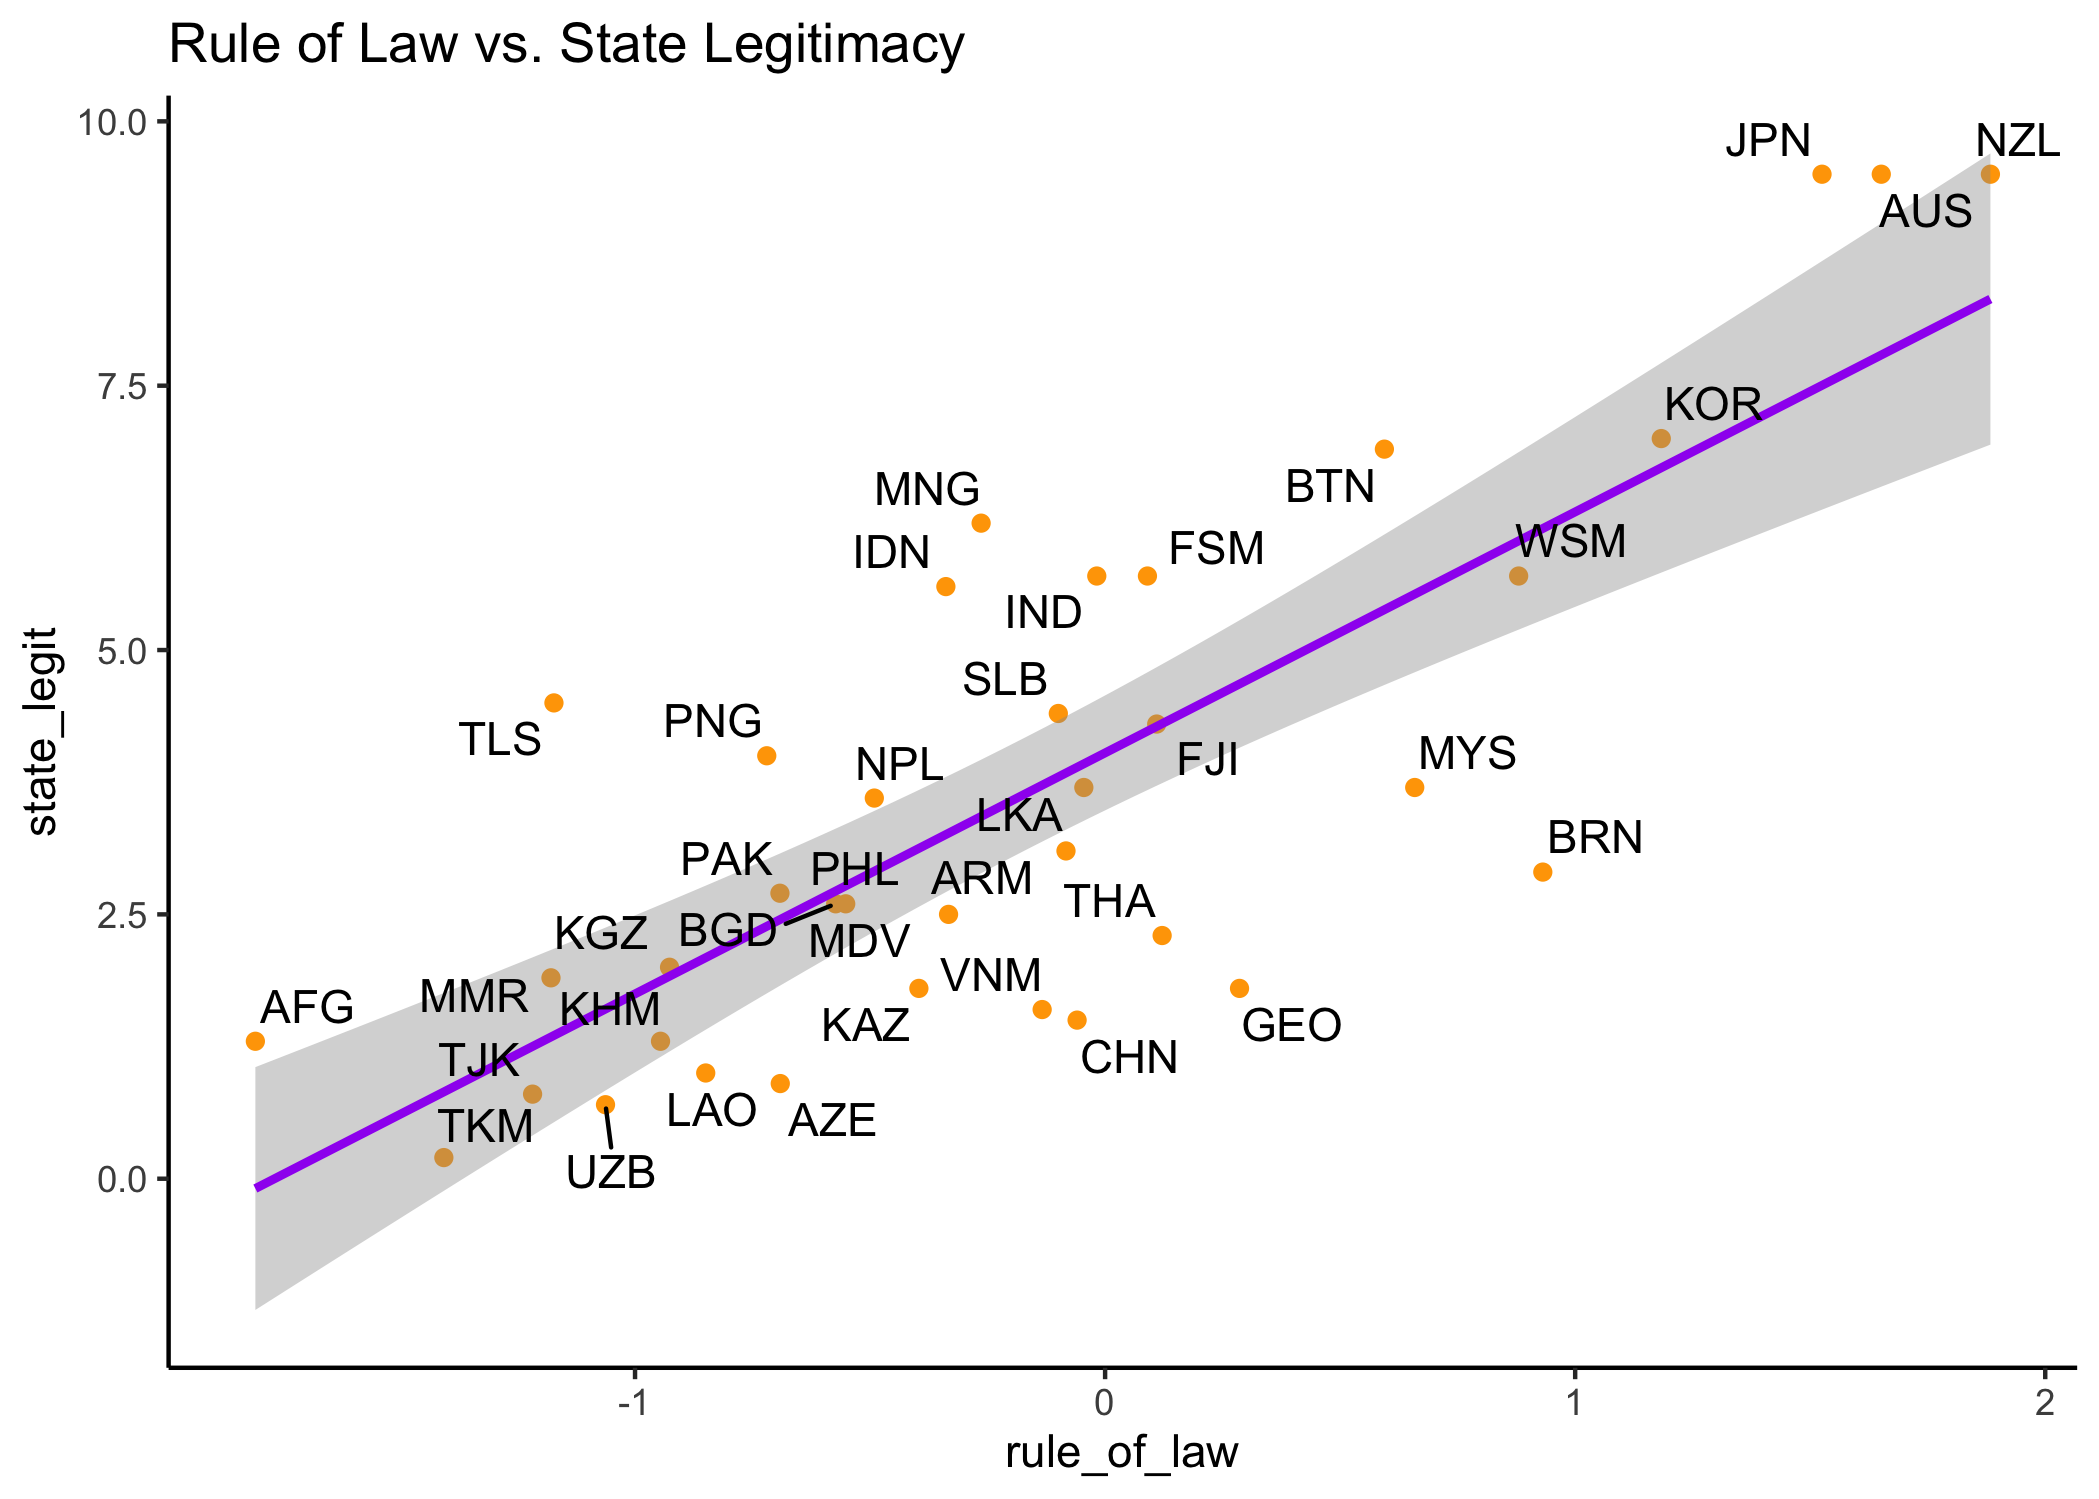 Rule of Law vs. State Legitimacy
10.0
7.5
5.0
2.5
0.0
state_legit
JPN
NZL
AUS
KOR
BTN
MNG
IDN
FSM
WSM
IND
SLB
TLS
PNG
NPL
FJI
MYS
LKA
BRN
PAK
PHL
ARM
THA
KGZ
BGD
MDV
VNM
AFG
MMR
KHM
KAZ
GEO
TJK
CHN
TKM
LAO
AZE
UZB
-1
0
1
2
rule_of_law